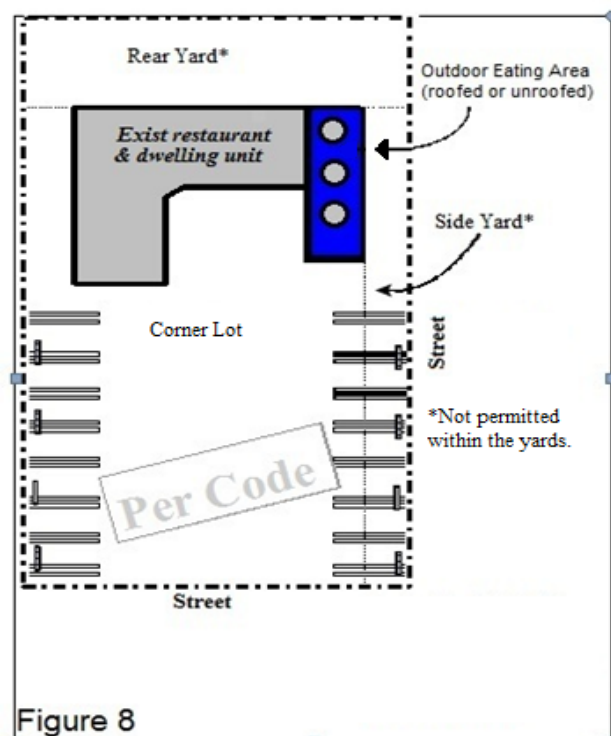 Rear Yard*
Outdoor Eating Area
(roofed or unroofed)
Exist restaurant
& dwelling unit
Side Yard*
Corner Lot
Street
*Not permitted
within the yards.
Per Code
Street
Figure 8